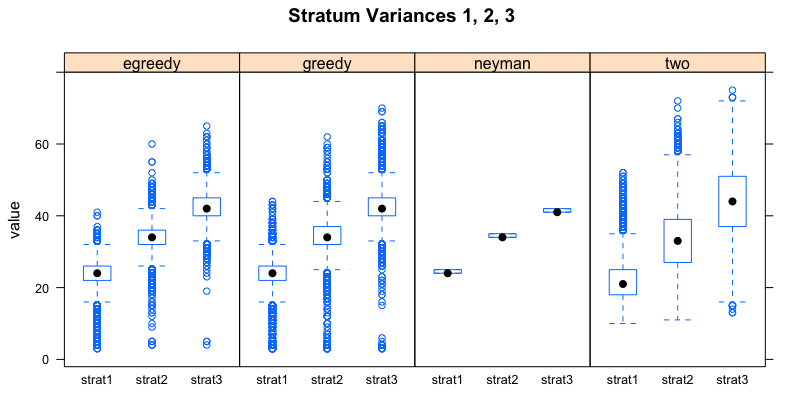 Stratum Variances 1, 2, 3
egreedy greedy neyman two
value
60
40
20
0
strat1 strat2 strat3 strat1 strat2 strat3 strat1 strat2 strat3 strat1 strat2 strat3